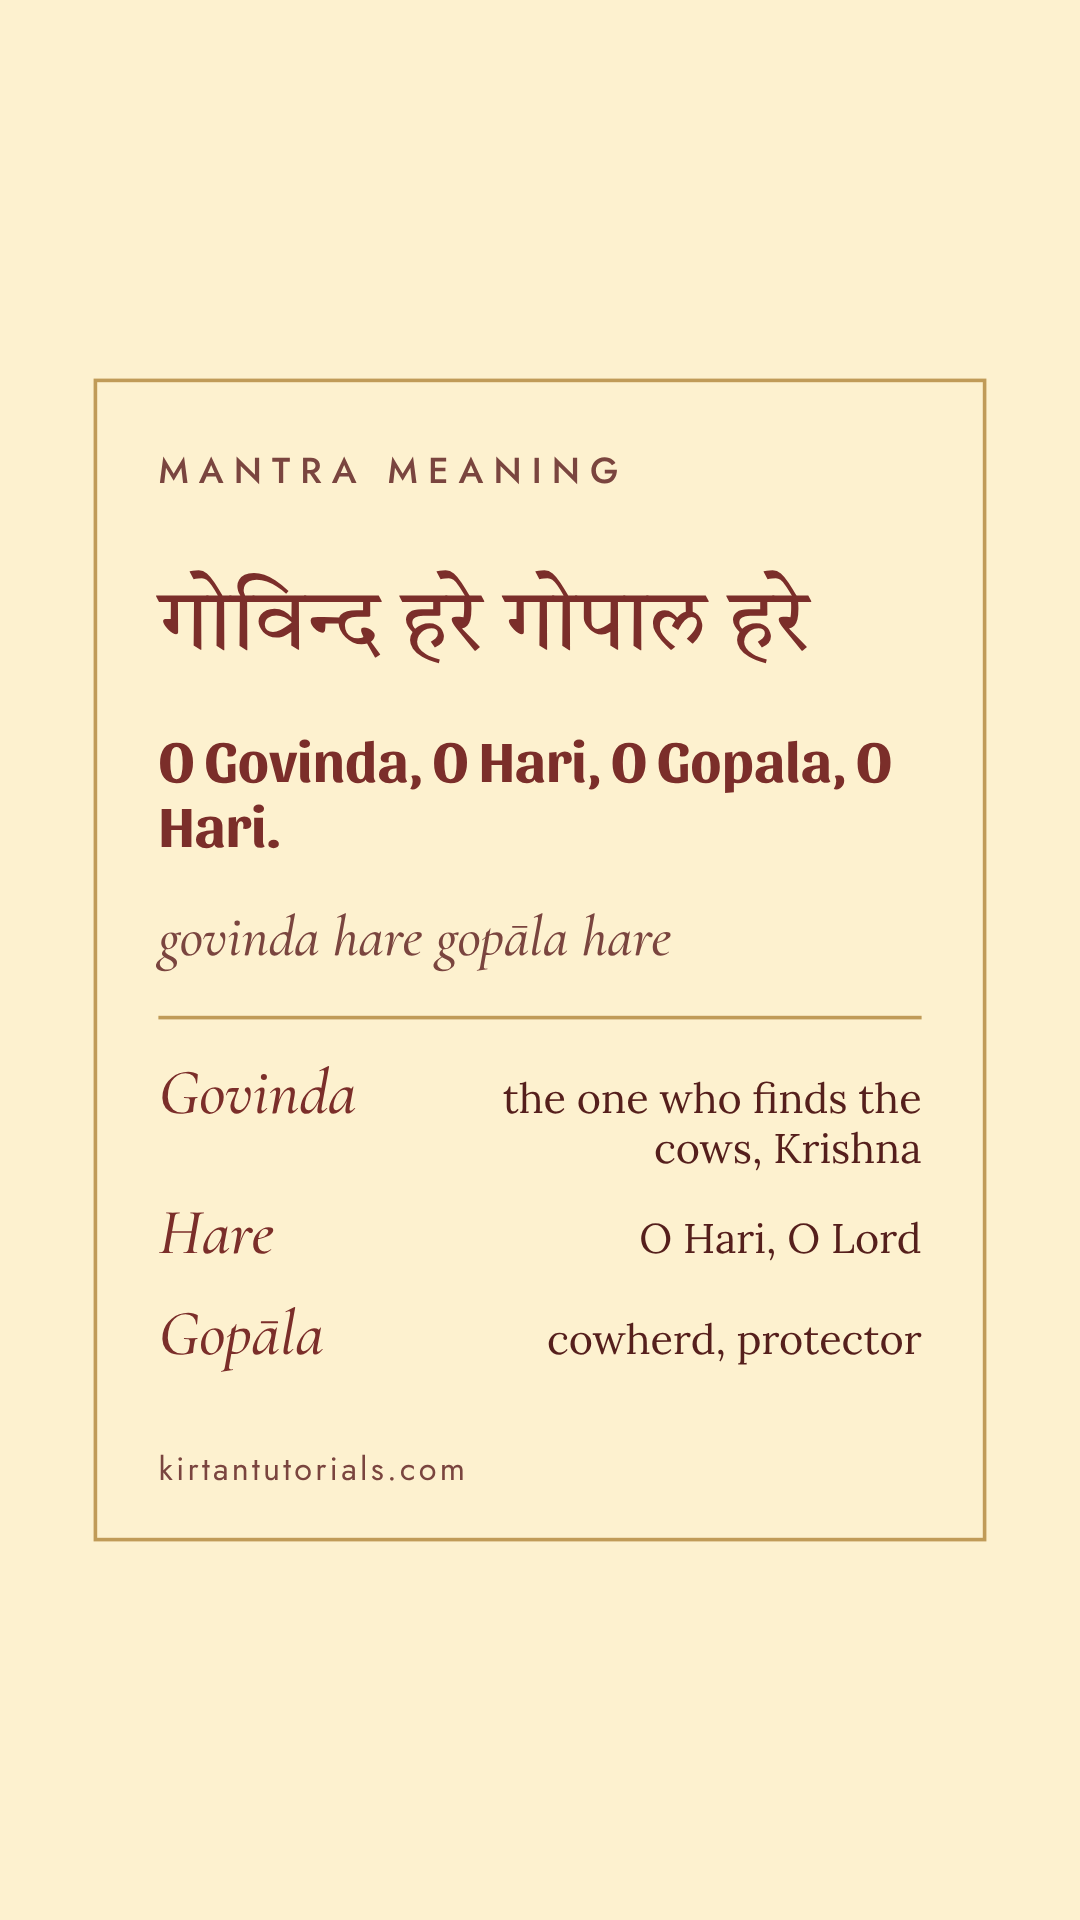 MANTRA MEANING
गोविन्द हरे गोपाल हरे
O Govinda, O Hari, O Gopala, O
Hari.
govinda hare gopāla hare
Govinda the one who finds the
cows, Krishna
Hare O Hari, O Lord
Gopāla cowherd, protector
kirtantutorials.com